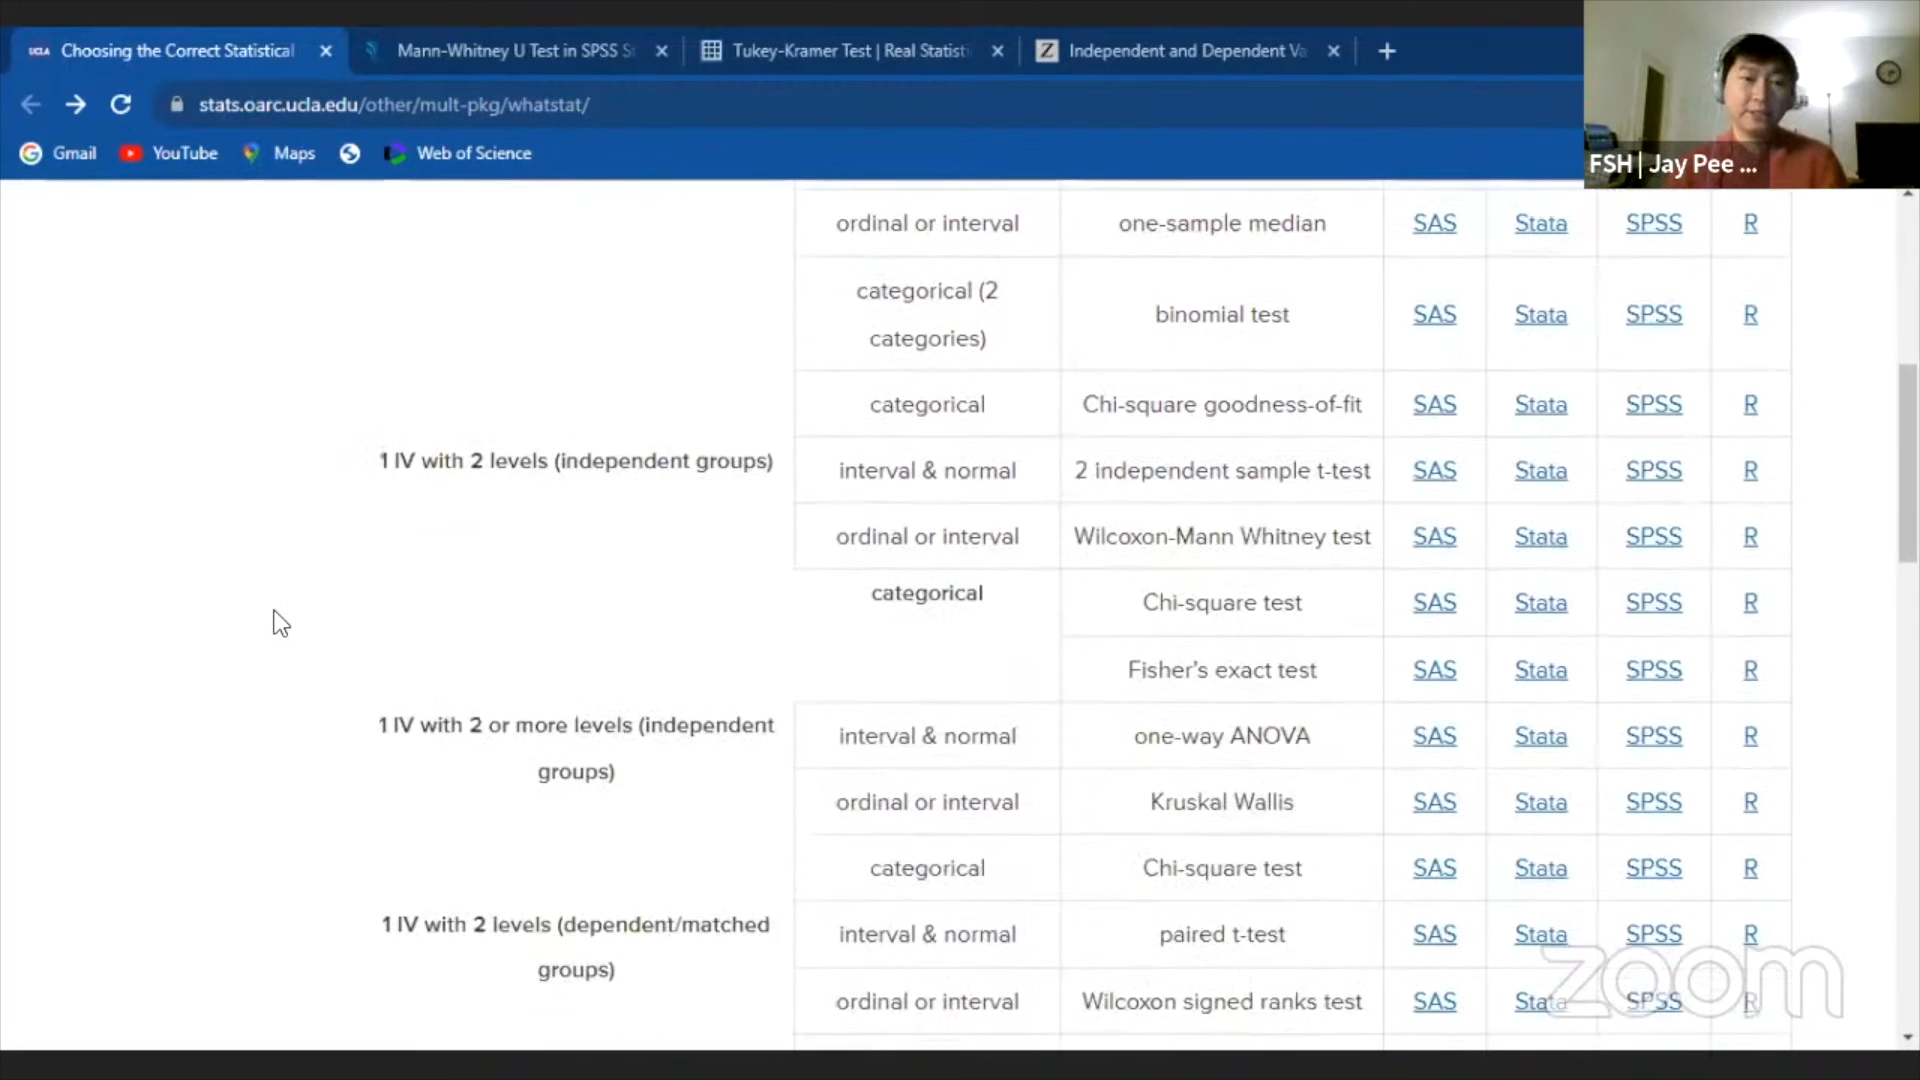 UCLA Choosing the Correct Statistical
Mann-Whitney U Test in SPSS S
Tukey-Kramer Test | Real Statisti
Z Independent and Dependent Va
stats.oarc.ucla.edu/other/mult-pkg/whatstat/
Gmail YouTube Maps Web of Science
FSH | Jay Pee ...
ordinal or interval one-sample median SAS Stata SPSS R
categorical (2
categories) binomial test SAS Stata SPSS R
categorical Chi-square goodness-of-fit SAS Stata SPSS R
1 IV with 2 levels (independent groups) interval & normal 2 independent sample t-test SAS Stata SPSS R
ordinal or interval Wilcoxon-Mann Whitney test SAS Stata SPSS R
categorical Chi-square test SAS Stata SPSS R
Fisher’s exact test SAS Stata SPSS R
1 IV with 2 or more levels (independent
groups) interval & normal one-way ANOVA SAS Stata SPSS R
ordinal or interval Kruskal Wallis SAS Stata SPSS R
categorical Chi-square test SAS Stata SPSS R
1 IV with 2 levels (dependent/matched
groups) interval & normal paired t-test SAS Stata SPSS R
ordinal or interval Wilcoxon signed ranks test SAS Stata SPSS R
zoom